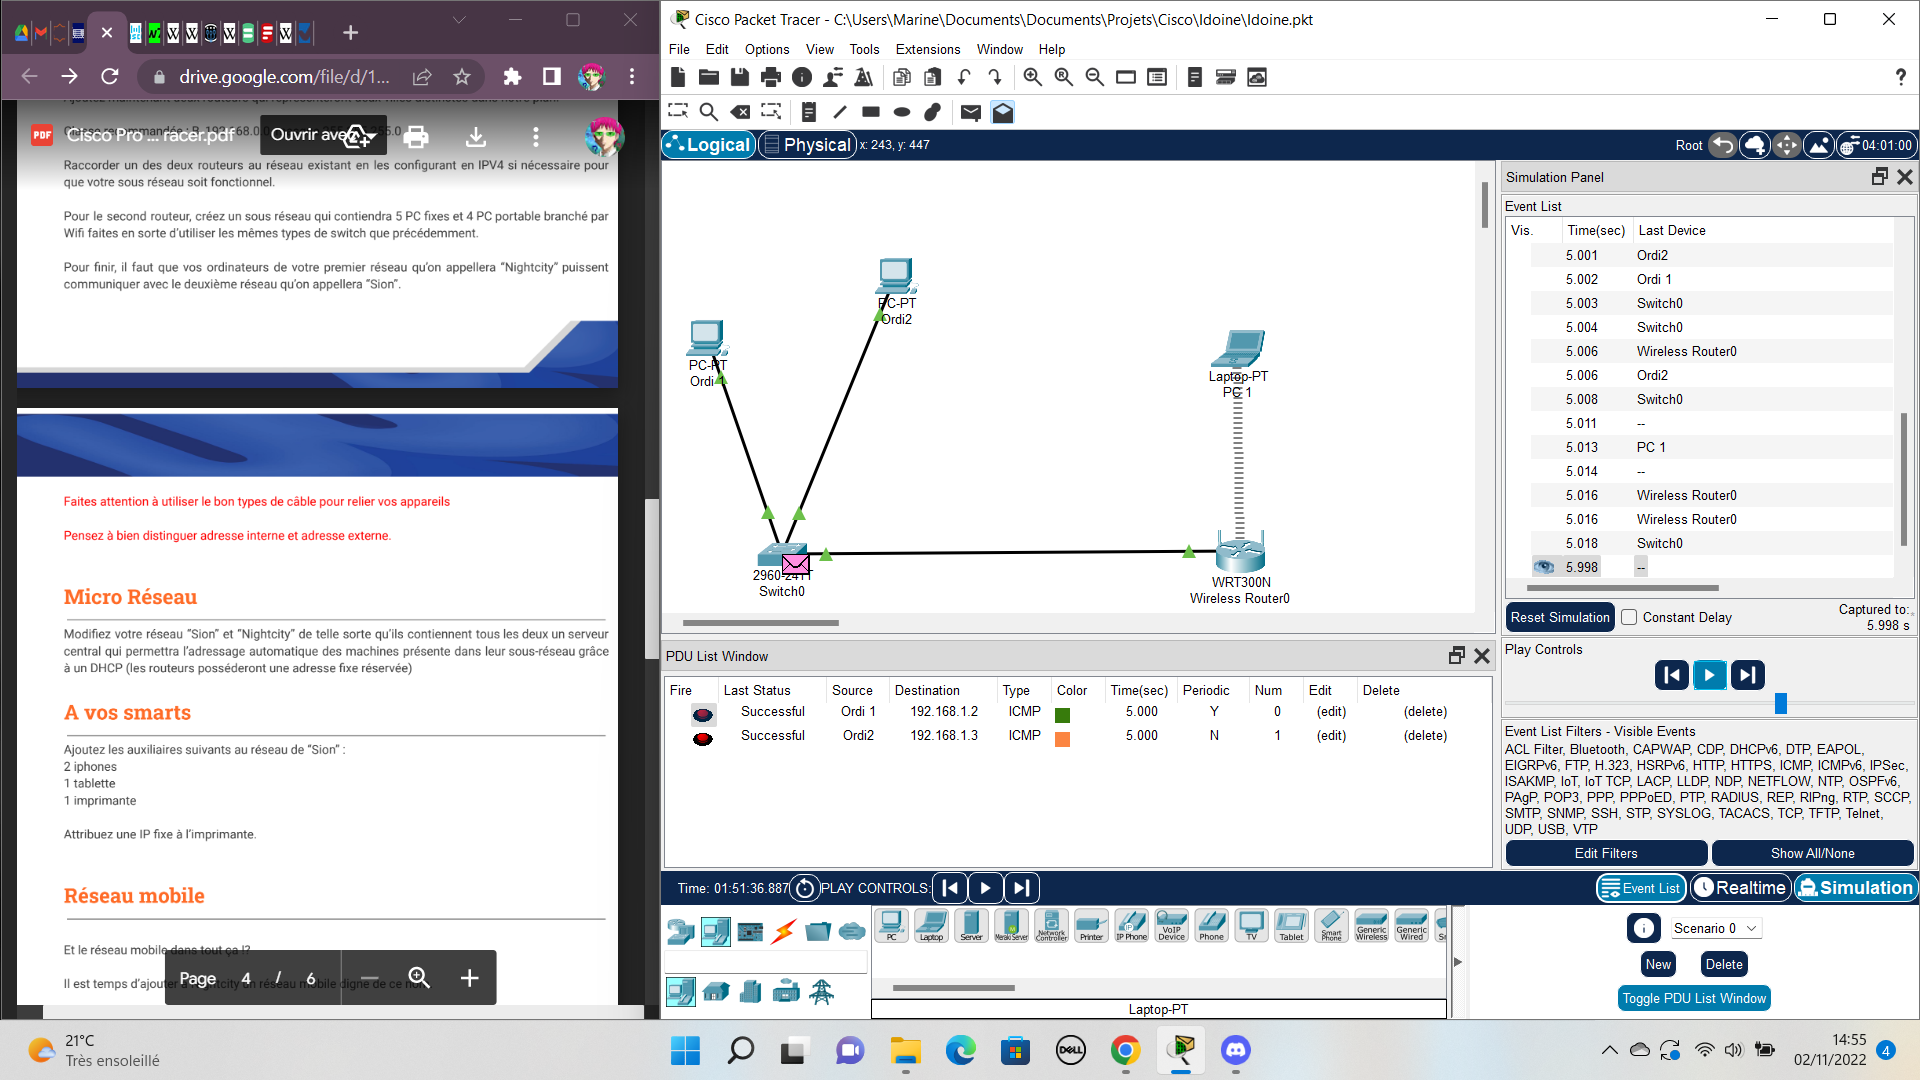 drive.google.com/file/d/1...
PDF
Cisco Pro ... racer.pdf
Ouvrir avec
Raccorder un des deux routeurs au réseau existant en les configurant en IPV4 si nécessaire pour
que votre sous réseau soit fonctionnel.
Pour le second routeur, créez un sous réseau qui contiendra 5 PC fixes et 4 PC portable branché par
Wifi faites en sorte d'utiliser les mêmes types de switch que précédemment.
Pour finir, il faut que vos ordinateurs de votre premier réseau qu'on appellera "Nightcity" puissent
communiquer avec le deuxième réseau qu'on appellera "Sion".
Faites attention à utiliser le bon types de câble pour relier vos appareils
Pensez à bien distinguer adresse interne et adresse externe.
Micro Réseau
Modifiez votre réseau "Sion" et "Nightcity" de telle sorte qu'ils contiennent tous les deux un serveur
central qui permettra l'adressage automatique des machines présente dans leur sous-réseau grâce
à un DHCP (les routeurs posséderont une adresse fixe réservée)
A vos smarts
Ajoutez les auxiliaires suivants au réseau de "Sion" :
2 iphones
1 tablette
1 imprimante
Attribuez une IP fixe à l'imprimante.
Réseau mobile
Et le réseau mobile dans tout ça !?
Il est temps d'ajouter à Nightcity un réseau mobile digne de ce nom
Page 4 / 6
Cisco Packet Tracer - C:\Users\Marine\Documents\Documents\Projets\Cisco\Idoine\Idoine.pkt
File Edit Options View Tools Extensions Window Help
Logical Physical x: 243, y: 447
Root 04:01:00
PC-PT
Ordi2
PC-PT
Ordi 1
Laptop-PT
PC 1
2960-24TT
Switch0
WRT300N
Wireless Router0
Simulation Panel
Event List
Vis. Time(sec) Last Device
5.001 Ordi2
5.002 Ordi 1
5.003 Switch0
5.004 Switch0
5.006 Wireless Router0
5.006 Ordi2
5.008 Switch0
5.011 --
5.013 PC 1
5.014 --
5.016 Wireless Router0
5.016 Wireless Router0
5.018 Switch0
5.998 --
Reset Simulation Constant Delay
Captured to:
5.998 s
Play Controls
Event List Filters - Visible Events
ACL Filter, Bluetooth, CAPWAP, CDP, DHCPv6, DTP, EAPOL,
EIGRPv6, FTP, H.323, HSRPv6, HTTP, HTTPS, ICMP, ICMPv6, IPSec,
ISAKMP, IoT, IoT TCP, LACP, LLDP, NDP, NETFLOW, NTP, OSPFv6,
PAgP, POP3, PPP, PPPoED, PTP, RADIUS, REP, RIPng, RTP, SCCP,
SMTP, SNMP, SSH, STP, SYSLOG, TACACS, TCP, TFTP, Telnet,
UDP, USB, VTP
Edit Filters Show All/None
PDU List Window
Fire Last Status Source Destination Type Color Time(sec) Periodic Num Edit Delete
Successful Ordi 1 192.168.1.2 ICMP 5.000 Y 0 (edit) (delete)
Successful Ordi2 192.168.1.3 ICMP 5.000 N 1 (edit) (delete)
Time: 01:51:36.887 PLAY CONTROLS:
Event List Realtime Simulation
PC
Laptop
Server
Meraki Server
Network Controller
Printer
IP Phone
VoIP Device
Phone
TV
Tablet
Smart Phone
Generic Wireless
Generic Wired
Laptop-PT
Scenario 0
New Delete
Toggle PDU List Window
21°C
Très ensoleillé
DELL
14:55
02/11/2022
4